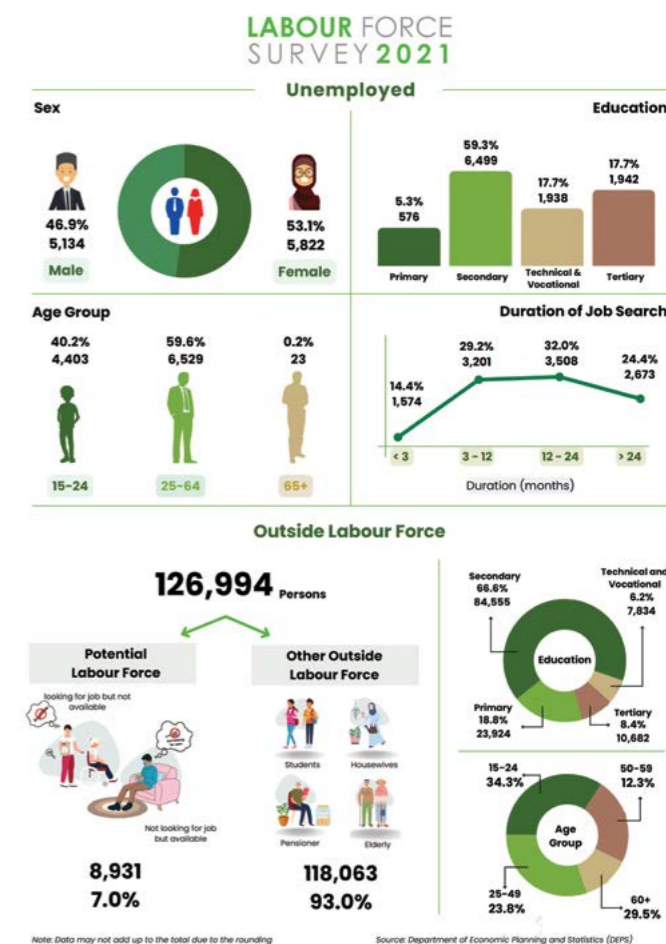 LABOUR FORCE
SURVEY 2021
Unemployed
Sex
46.9%
5,134
Male
53.1%
5,822
Female
Education
5.3%
576
Primary
59.3%
6,499
Secondary
17.7%
1,938
Technical &
Vocational
17.7%
1,942
Tertiary
Age Group
40.2%
4,403
15-24
59.6%
6,529
25-64
0.2%
23
65+
Duration of Job Search
14.4%
1,574
< 3
29.2%
3,201
3 - 12
32.0%
3,508
12 - 24
24.4%
2,673
> 24
Duration (months)
Outside Labour Force
126,994 Persons
Potential
Labour Force
looking for job but not
available
Not looking for job
but available
8,931
7.0%
Other Outside
Labour Force
Students
Housewives
Pensioner
Elderly
118,063
93.0%
Secondary
66.6%
84,555
Technical and
Vocational
6.2%
7,834
Education
Primary
18.8%
23,924
Tertiary
8.4%
10,682
15-24
34.3%
50-59
12.3%
Age
Group
25-49
23.8%
60+
29.5%
Note: Data may not add up to the total due to the rounding
Source: Department of Economic Planning and Statistics (DEPS)